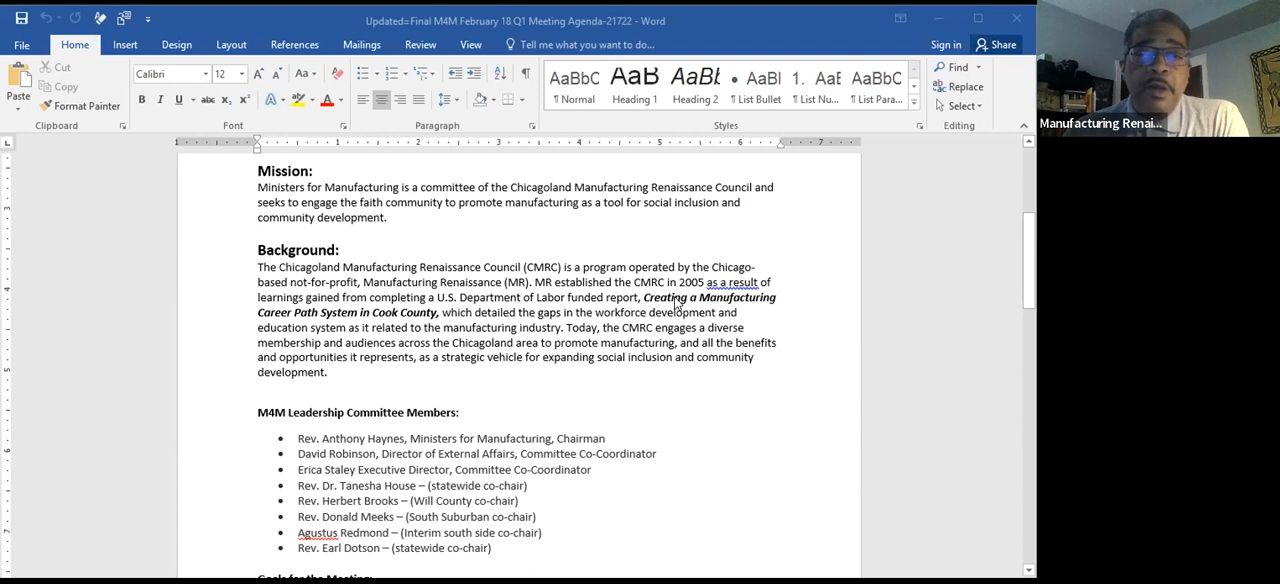 Updated=Final M4M February 18 Q1 Meeting Agenda-21722 - Word
File Home Insert Design Layout References Mailings Review View Tell me what you want to do... Sign in Share
Paste
Cut
Copy
Format Painter
Clipboard
Calibri 12
Font
Paragraph
AaBbC AaB AaBb • AaBl 1. AaE AaBbC
¶ Normal Heading 1 Heading 2 ¶ List Bullet ¶ List Nu... ¶ List Para...
Styles
Find
Replace
Select
Editing
Manufacturing Renai...
Mission:
Ministers for Manufacturing is a committee of the Chicagoland Manufacturing Renaissance Council and
seeks to engage the faith community to promote manufacturing as a tool for social inclusion and
community development.
Background:
The Chicagoland Manufacturing Renaissance Council (CMRC) is a program operated by the Chicago-
based not-for-profit, Manufacturing Renaissance (MR). MR established the CMRC in 2005 as a result of
learnings gained from completing a U.S. Department of Labor funded report, Creating a Manufacturing
Career Path System in Cook County, which detailed the gaps in the workforce development and
education system as it related to the manufacturing industry. Today, the CMRC engages a diverse
membership and audiences across the Chicagoland area to promote manufacturing, and all the benefits
and opportunities it represents, as a strategic vehicle for expanding social inclusion and community
development.
M4M Leadership Committee Members:
• Rev. Anthony Haynes, Ministers for Manufacturing, Chairman
• David Robinson, Director of External Affairs, Committee Co-Coordinator
• Erica Staley Executive Director, Committee Co-Coordinator
• Rev. Dr. Tanesha House – (statewide co-chair)
• Rev. Herbert Brooks – (Will County co-chair)
• Rev. Donald Meeks – (South Suburban co-chair)
• Agustus Redmond – (Interim south side co-chair)
• Rev. Earl Dotson – (statewide co-chair)
Goals for the Meeting: